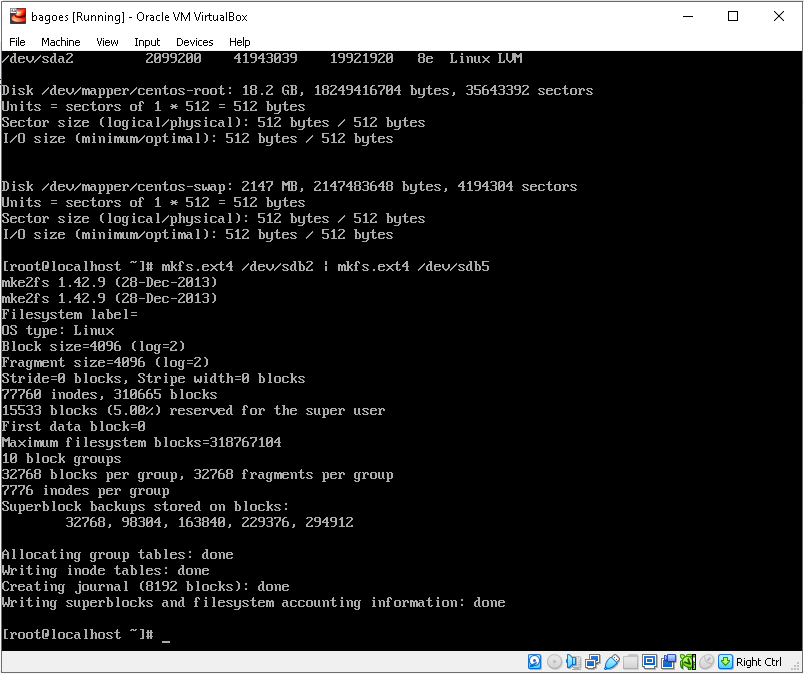 bagoes [Running] - Oracle VM VirtualBox
File Machine View Input Devices Help
/dev/sda2 2099200 41943039 19921920 8e Linux LVM
Disk /dev/mapper/centos-root: 18.2 GB, 18249416704 bytes, 35643392 sectors
Units = sectors of 1 * 512 = 512 bytes
Sector size (logical/physical): 512 bytes / 512 bytes
I/O size (minimum/optimal): 512 bytes / 512 bytes
Disk /dev/mapper/centos-swap: 2147 MB, 2147483648 bytes, 4194304 sectors
Units = sectors of 1 * 512 = 512 bytes
Sector size (logical/physical): 512 bytes / 512 bytes
I/O size (minimum/optimal): 512 bytes / 512 bytes
[root@localhost ~]# mkfs.ext4 /dev/sdb2 | mkfs.ext4 /dev/sdb5
mke2fs 1.42.9 (28-Dec-2013)
mke2fs 1.42.9 (28-Dec-2013)
Filesystem label=
OS type: Linux
Block size=4096 (log=2)
Fragment size=4096 (log=2)
Stride=0 blocks, Stripe width=0 blocks
77760 inodes, 310665 blocks
15533 blocks (5.00%) reserved for the super user
First data block=0
Maximum filesystem blocks=318767104
10 block groups
32768 blocks per group, 32768 fragments per group
7776 inodes per group
Superblock backups stored on blocks:
32768, 98304, 163840, 229376, 294912
Allocating group tables: done
Writing inode tables: done
Creating journal (8192 blocks): done
Writing superblocks and filesystem accounting information: done
[root@localhost ~]# _
Right Ctrl